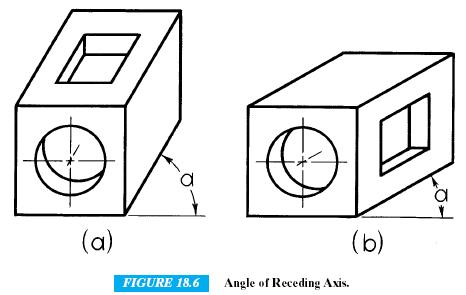 a
a
(a)
(b)
FIGURE 18.6 Angle of Receding Axis.